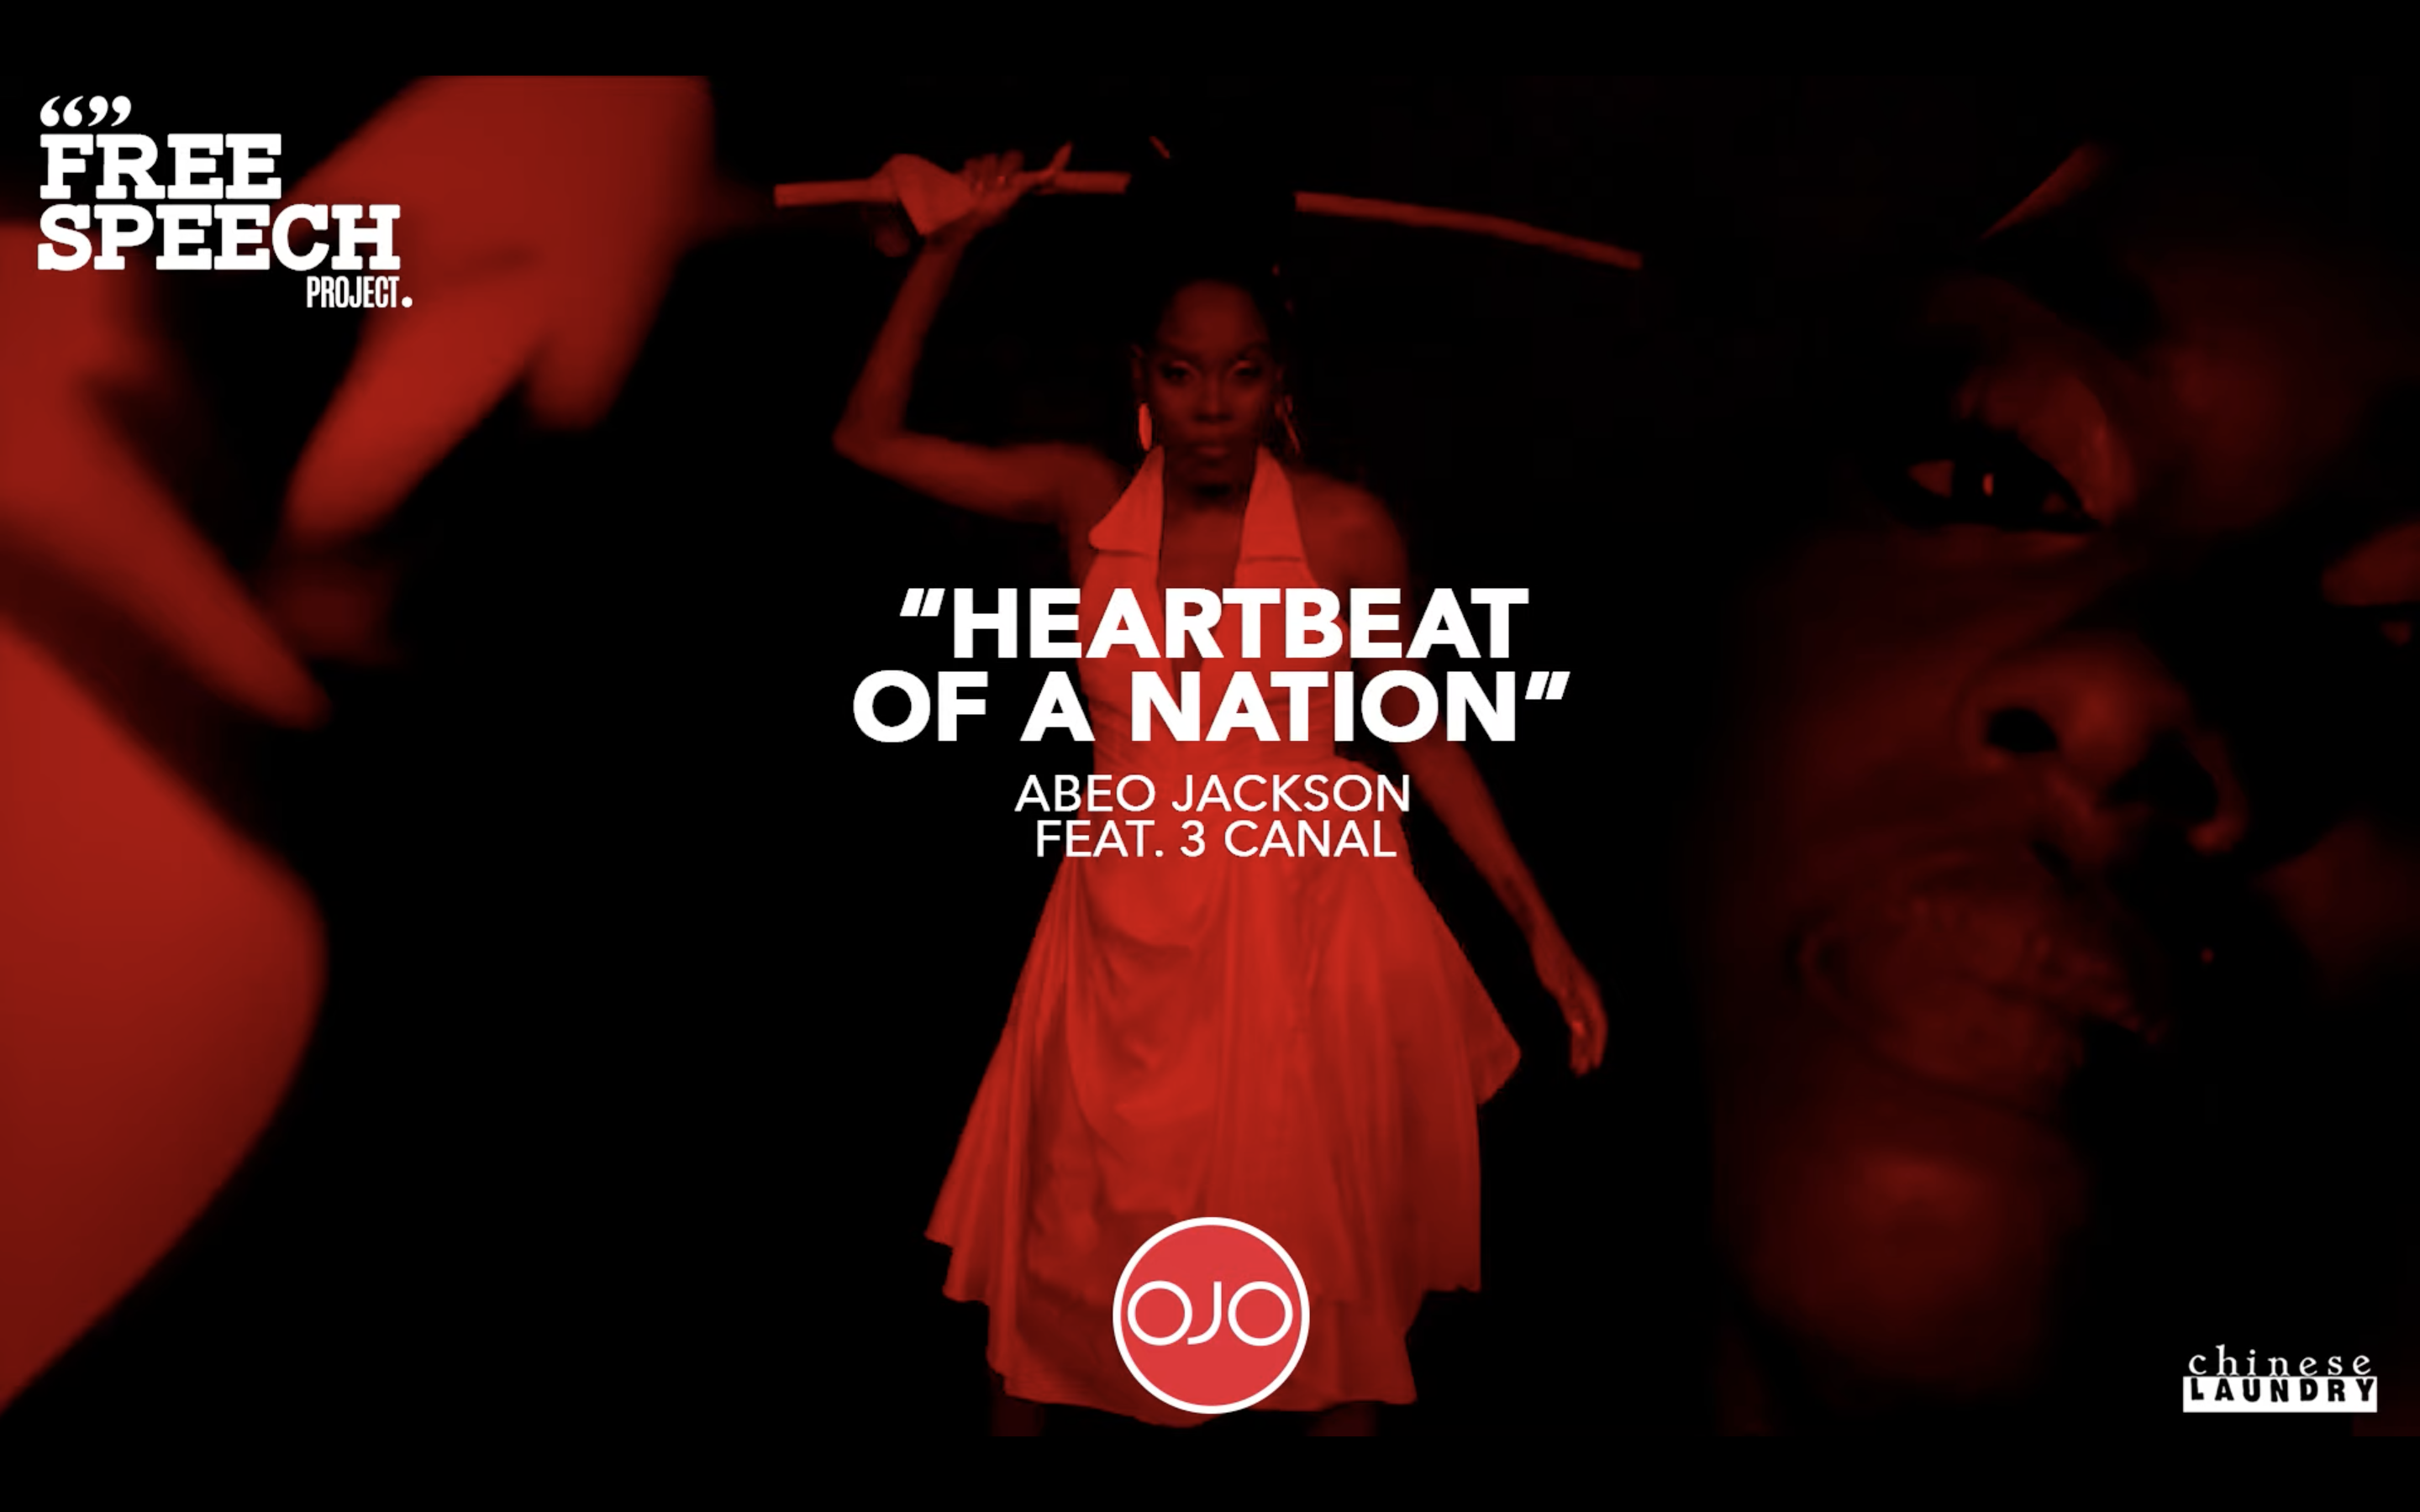 “”
FREE
SPEECH
PROJECT.
"HEARTBEAT
OF A NATION"
ABEO JACKSON
FEAT. 3 CANAL
OJO
chinese
LAUNDRY